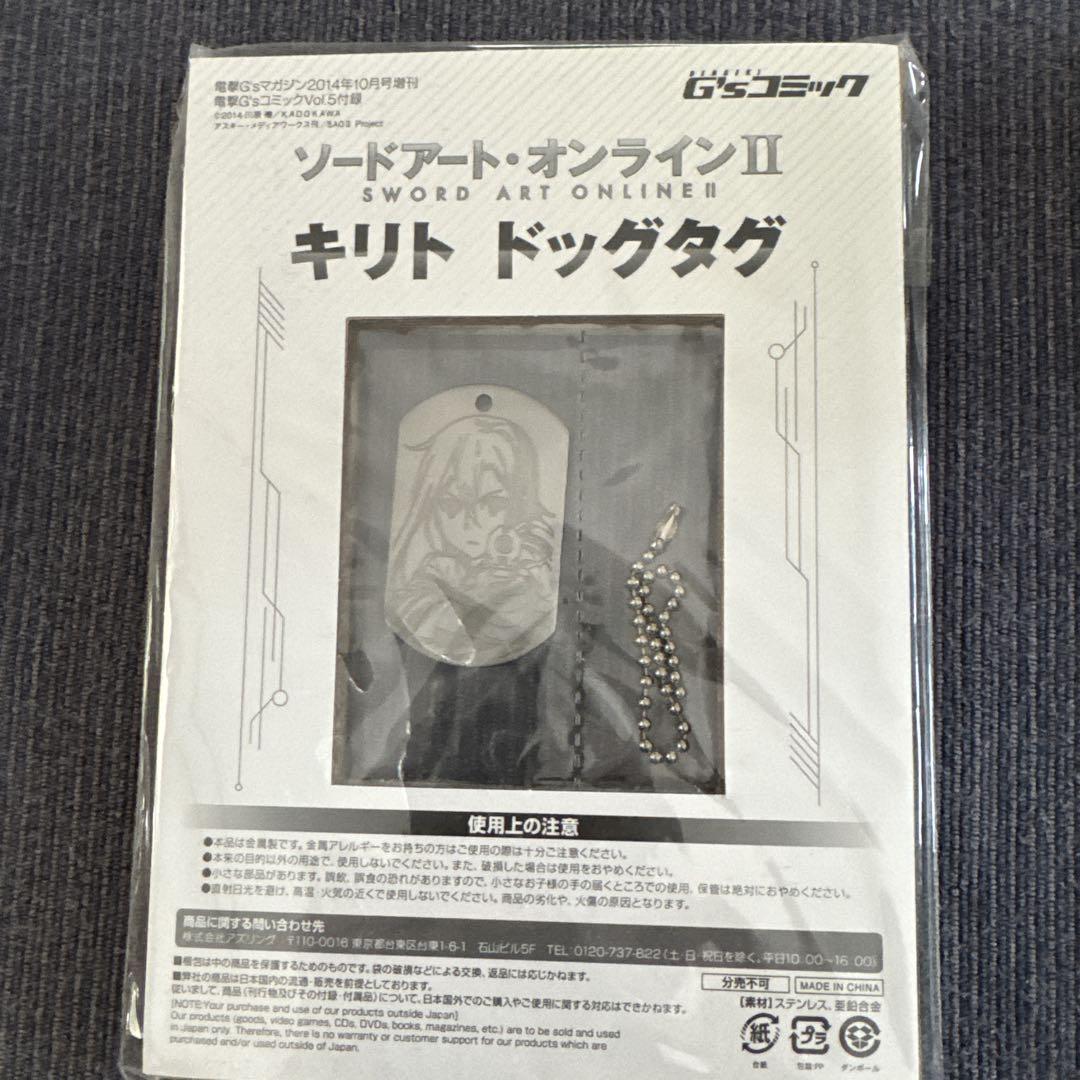 電撃G'sマガジン2014年10月号増刊
電撃G'sコミックVol.5付録
©2014 川原 礫/KADOKAWA
アスキー・メディアワークス刊/SAOⅡ Project
DENGEKI
G'sコミック
ソードアート・オンラインⅡ
SWORD ART ONLINE Ⅱ
キリト ドッグタグ
使用上の注意
●本品は金属製です。金属アレルギーをお持ちの方はご使用の際は十分ご注意ください。
●本来の目的以外の用途で、使用しないでください。また、破損した場合は使用をおやめください。
●小さな部品があります。誤飲、誤食の恐れがありますので、小さなお子様の手の届くところでの使用、保管は絶対におやめください。
●直射日光を避け、高温・火気の近くで使用しないでください。商品の劣化や、火傷の原因となります。
商品に関する問い合わせ先
株式会社アズリング 〒110-0016 東京都台東区台東1-6-1 石山ビル5F TEL:0120-737-822(土・日・祝日を除く、平日10:00~16:00)
■梱包は中の商品を保護するためのものです。袋の破損などによる交換、返品には応じかねます。
■弊社の商品は日本国内の流通・販売を前提としております。
従いまして、商品(刊行物及びその付録・付属品)について、日本国外でのご購入やご使用に関する対応はできかねます。
[NOTE:Your purchase and use of our products outside Japan]
Our products (goods, video games, CDs, DVDs, books, magazines, etc.) are to be sold and used
in Japan only. Therefore, there is no warranty or customer support for our products which are
purchased and/or used outside of Japan.
分売不可
MADE IN CHINA
【素材】ステンレス、亜鉛合金
紙
プラ
台紙
包装:PP
ダンボール